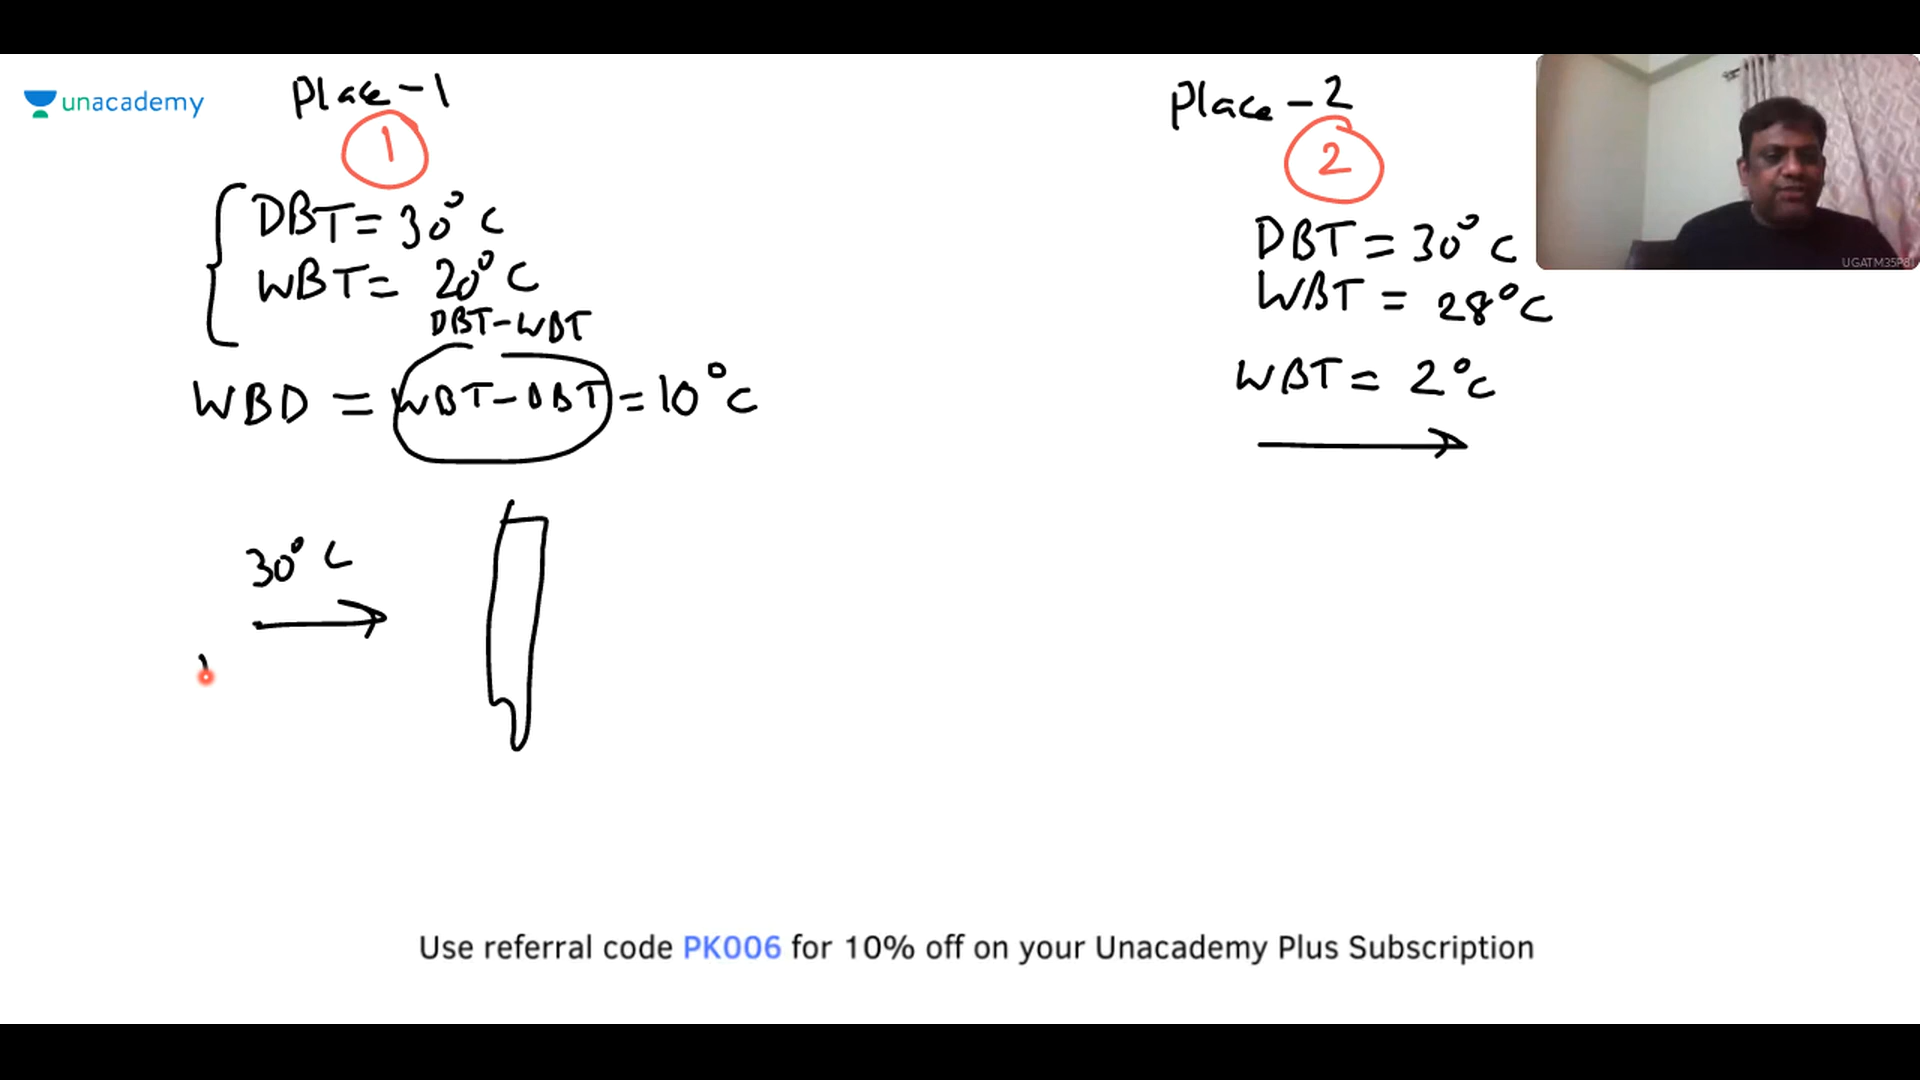 unacademy
Place-1
1
DBT = 30°C
WBT = 20°C
DBT-WBT
WBD = WBT-DBT = 10°C
30°C
Place-2
2
DBT = 30°C
WBT = 28°C
WBT = 2°C
UGATM35P8I
Use referral code PK006 for 10% off on your Unacademy Plus Subscription